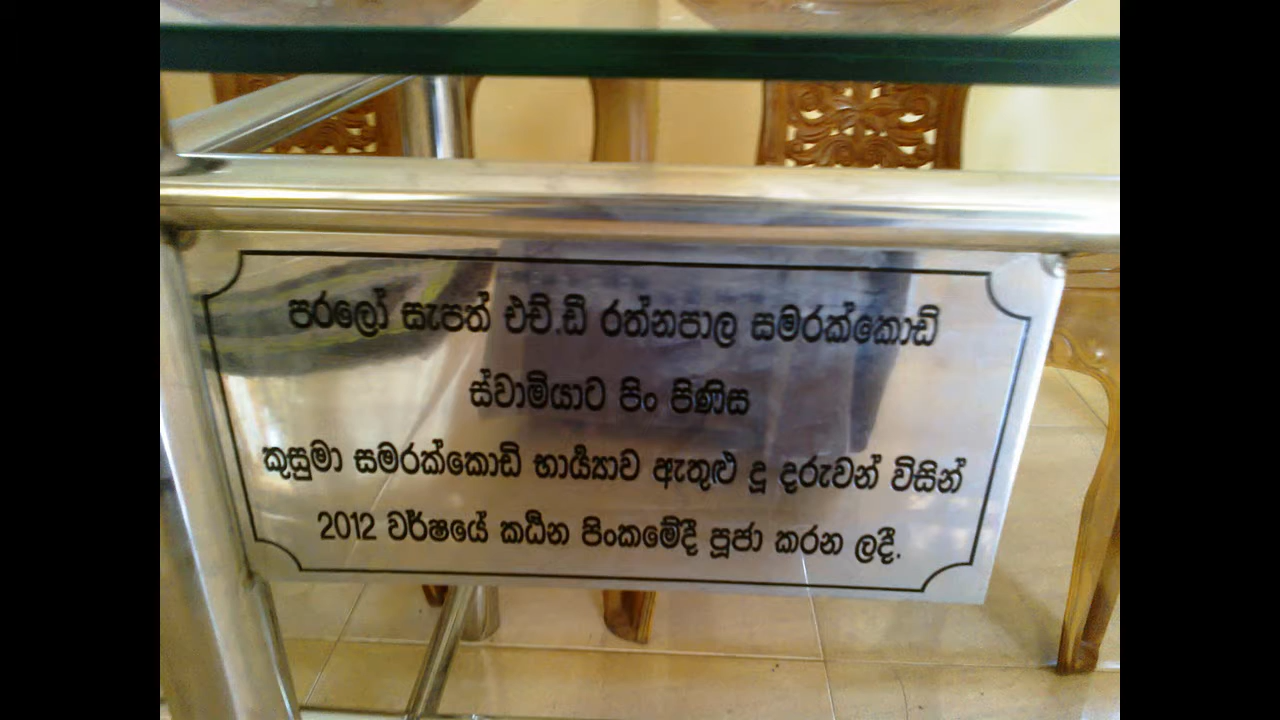 පරලෝ සැපත් එච්.ඩී රත්නපාල සමරක්කොඩි
ස්වාමියාට පිං පිණිස
කුසුමා සමරක්කොඩි භාර්‍ය්‍යාව ඇතුළු දූ දරුවන් විසින්
2012 වර්ෂයේ කඨින පිංකමේදී පූජා කරන ලදී.